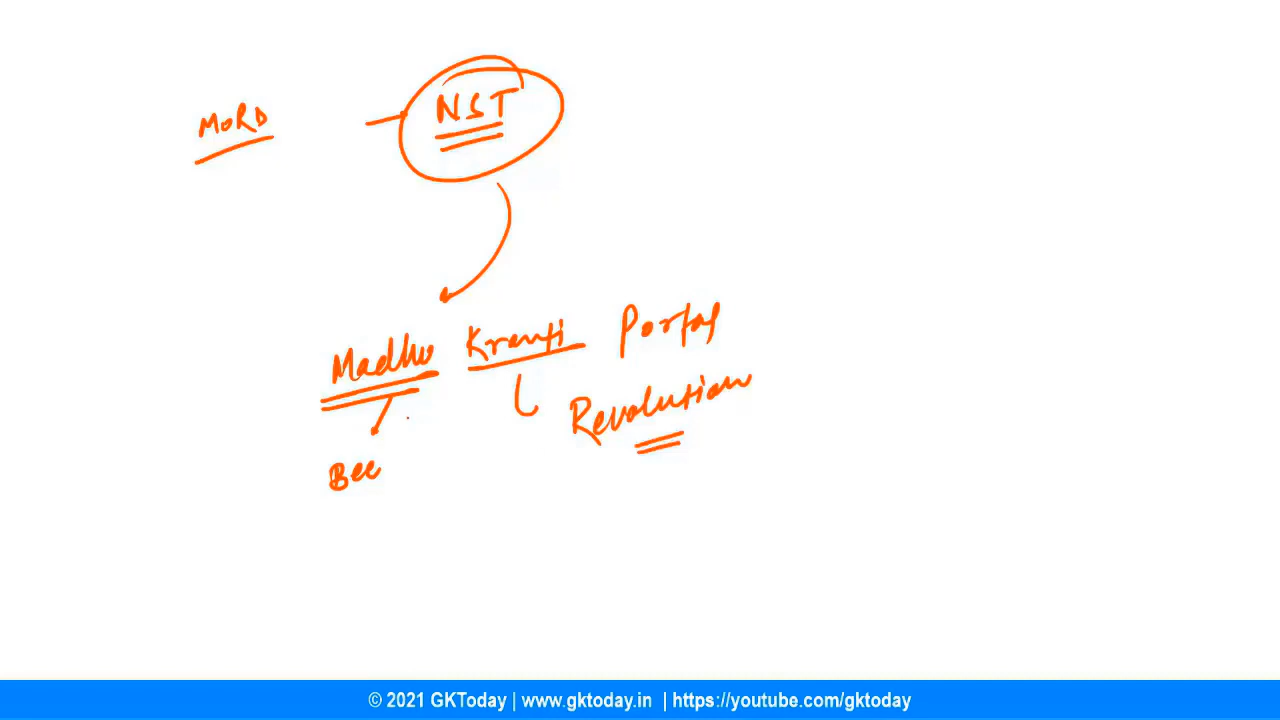 MoRD NST
Madhu Kranti Portal
Revolution
Bee
© 2021 GKToday | www.gktoday.in | https://youtube.com/gktoday